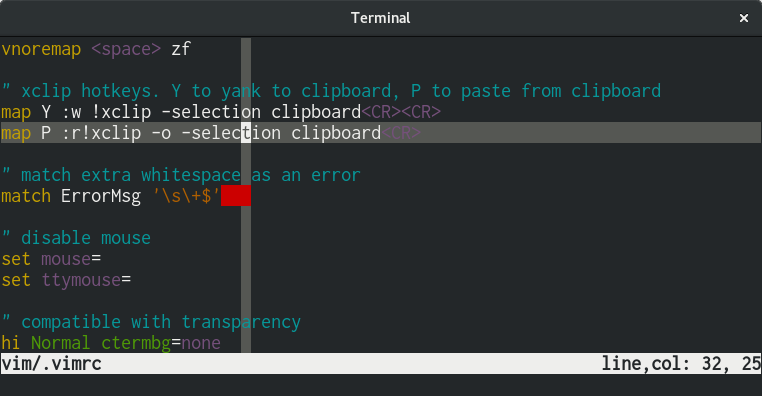 Terminal
×
vnoremap <space> zf
" xclip hotkeys. Y to yank to clipboard, P to paste from clipboard
map Y :w !xclip -selection clipboard<CR><CR>
map P :r!xclip -o -selection clipboard<CR>
" match extra whitespace as an error
match ErrorMsg '\s\+$'
" disable mouse
set mouse=
set ttymouse=
" compatible with transparency
hi Normal ctermbg=none
vim/.vimrc line,col: 32, 25